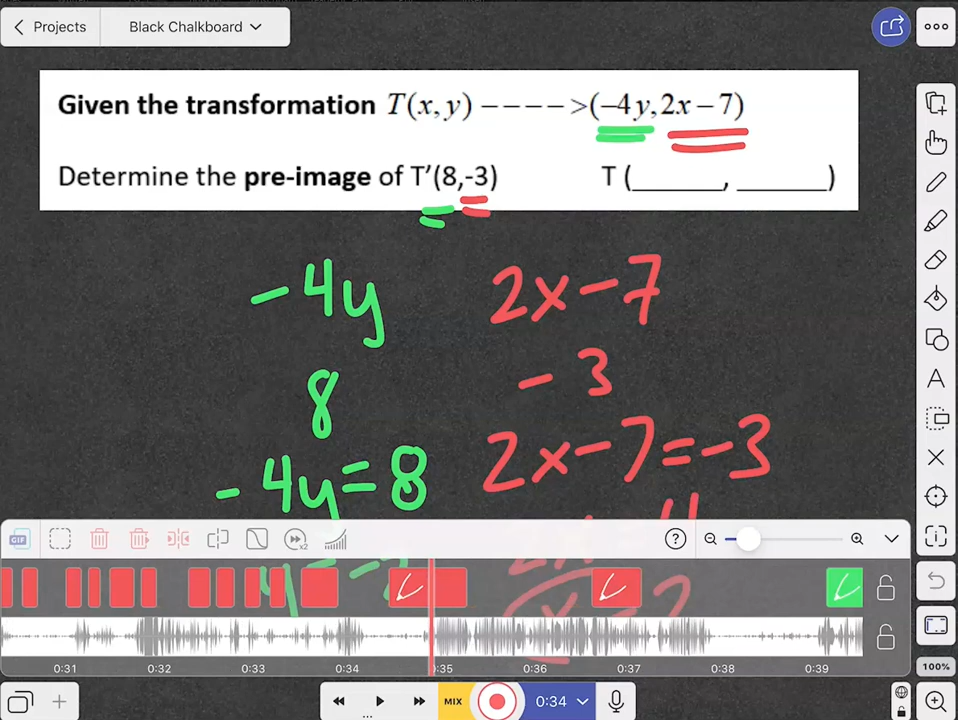 Projects Black Chalkboard
Given the transformation T(x, y) ---- >(−4y, 2x − 7)
Determine the pre-image of T'(8,-3) T (______, ______)
-4y 2x-7
8 -3
-4y=8 2x-7=-3
GIF x2 ?
0:31 0:32 0:33 0:34 0:35 0:36 0:37 0:38 0:39
100%
MIX 0:34
A